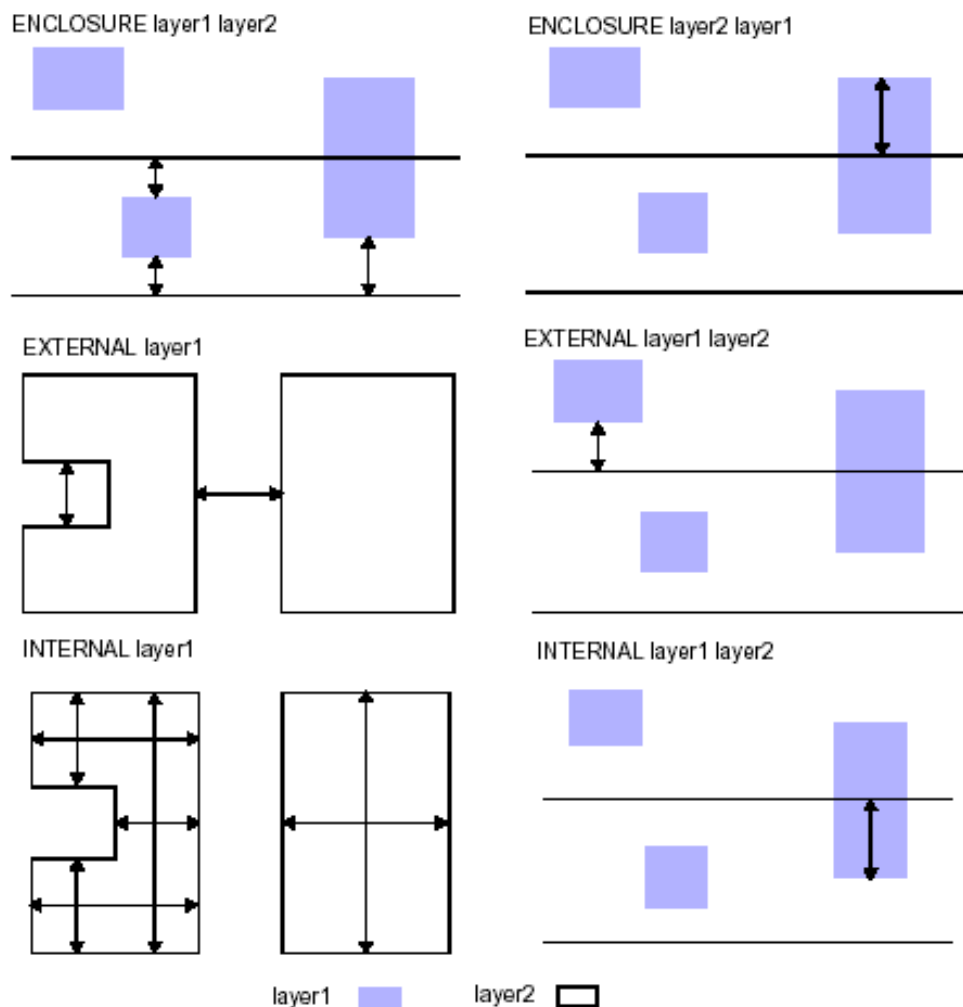 ENCLOSURE layer1 layer2
ENCLOSURE layer2 layer1
EXTERNAL layer1
EXTERNAL layer1 layer2
INTERNAL layer1
INTERNAL layer1 layer2
layer1
layer2